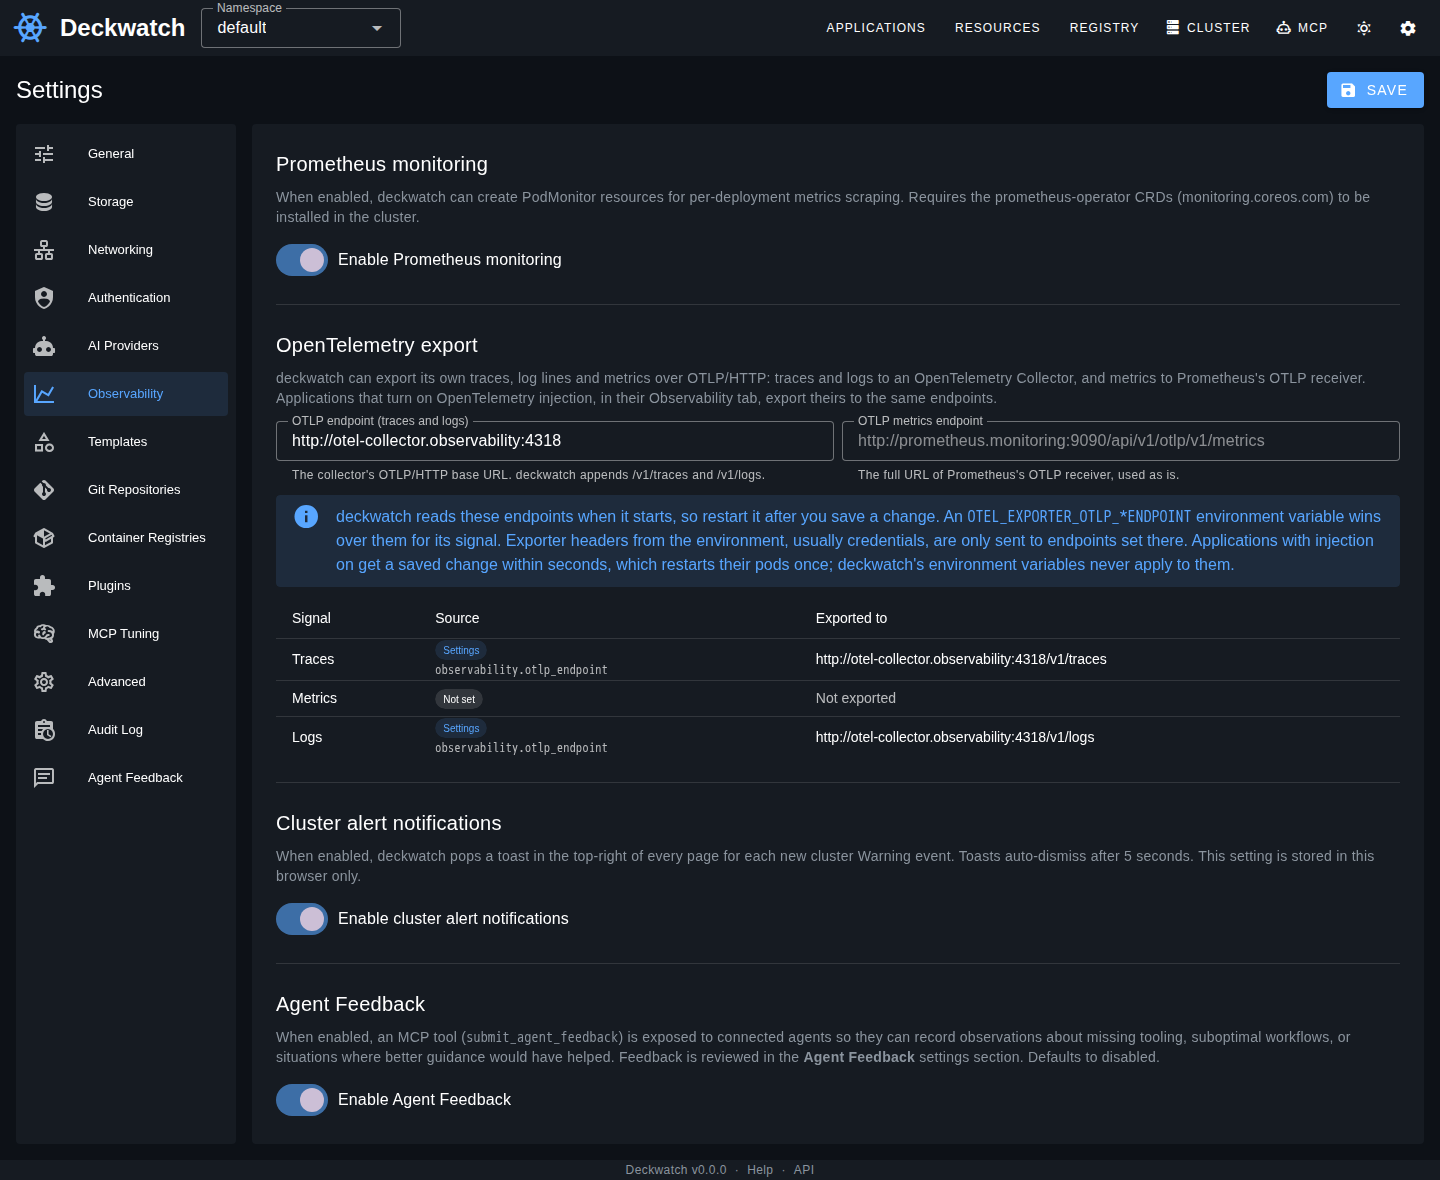 Deckwatch
Namespace
default
APPLICATIONS
RESOURCES
REGISTRY
CLUSTER
MCP
Settings
SAVE
General
Storage
Networking
Authentication
AI Providers
Observability
Templates
Git Repositories
Container Registries
Plugins
MCP Tuning
Advanced
Audit Log
Agent Feedback
Prometheus monitoring
When enabled, deckwatch can create PodMonitor resources for per-deployment metrics scraping. Requires the prometheus-operator CRDs (monitoring.coreos.com) to be
installed in the cluster.
Enable Prometheus monitoring
OpenTelemetry export
deckwatch can export its own traces, log lines and metrics over OTLP/HTTP: traces and logs to an OpenTelemetry Collector, and metrics to Prometheus's OTLP receiver.
Applications that turn on OpenTelemetry injection, in their Observability tab, export theirs to the same endpoints.
OTLP endpoint (traces and logs)
http://otel-collector.observability:4318
The collector's OTLP/HTTP base URL. deckwatch appends /v1/traces and /v1/logs.
OTLP metrics endpoint
http://prometheus.monitoring:9090/api/v1/otlp/v1/metrics
The full URL of Prometheus's OTLP receiver, used as is.
deckwatch reads these endpoints when it starts, so restart it after you save a change. An OTEL_EXPORTER_OTLP_*ENDPOINT environment variable wins
over them for its signal. Exporter headers from the environment, usually credentials, are only sent to endpoints set there. Applications with injection
on get a saved change within seconds, which restarts their pods once; deckwatch's environment variables never apply to them.
Signal Source Exported to
Traces Settings observability.otlp_endpoint http://otel-collector.observability:4318/v1/traces
Metrics Not set Not exported
Logs Settings observability.otlp_endpoint http://otel-collector.observability:4318/v1/logs
Cluster alert notifications
When enabled, deckwatch pops a toast in the top-right of every page for each new cluster Warning event. Toasts auto-dismiss after 5 seconds. This setting is stored in this
browser only.
Enable cluster alert notifications
Agent Feedback
When enabled, an MCP tool (submit_agent_feedback) is exposed to connected agents so they can record observations about missing tooling, suboptimal workflows, or
situations where better guidance would have helped. Feedback is reviewed in the Agent Feedback settings section. Defaults to disabled.
Enable Agent Feedback
Deckwatch v0.0.0 · Help · API